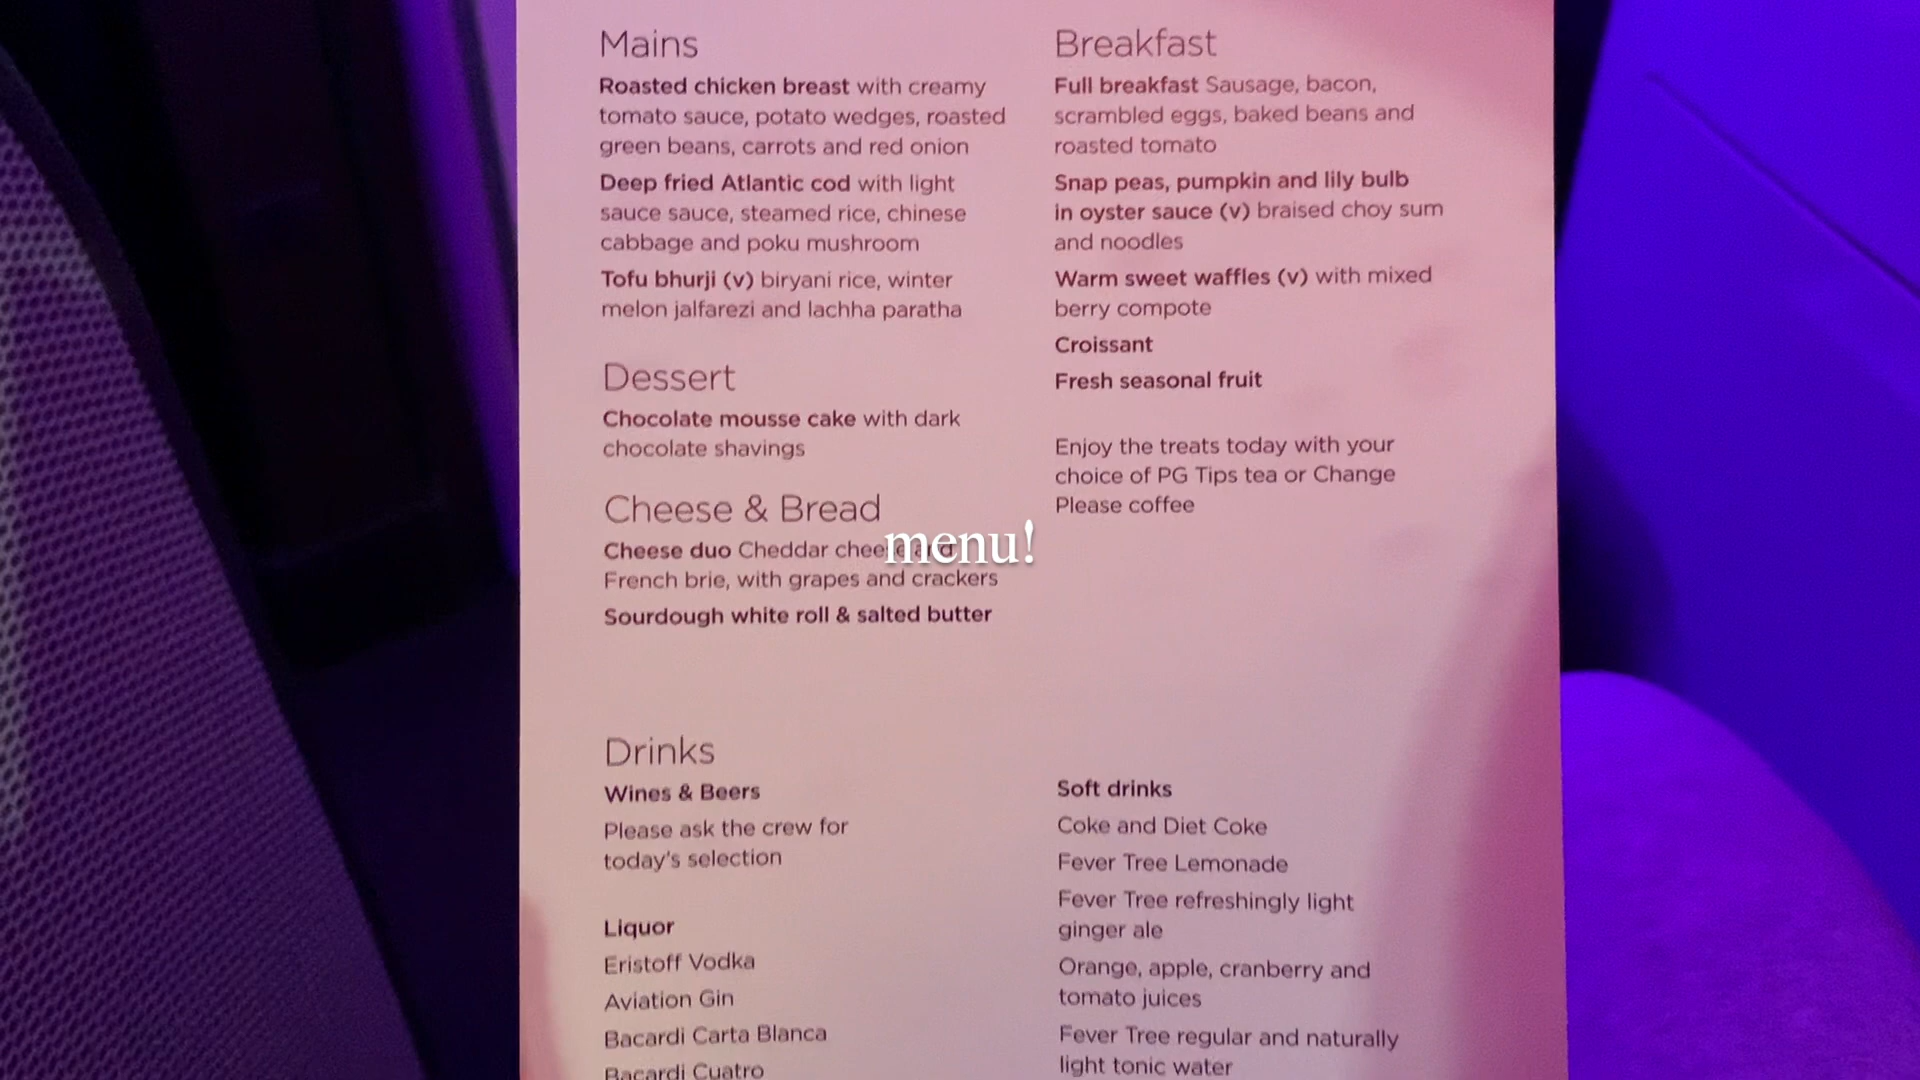 Mains
Roasted chicken breast with creamy
tomato sauce, potato wedges, roasted
green beans, carrots and red onion
Deep fried Atlantic cod with light
sauce sauce, steamed rice, chinese
cabbage and poku mushroom
Tofu bhurji (v) biryani rice, winter
melon jalfarezi and lachha paratha
Dessert
Chocolate mousse cake with dark
chocolate shavings
Cheese & Bread
Cheese duo Cheddar cheese and
French brie, with grapes and crackers
Sourdough white roll & salted butter
Breakfast
Full breakfast Sausage, bacon,
scrambled eggs, baked beans and
roasted tomato
Snap peas, pumpkin and lily bulb
in oyster sauce (v) braised choy sum
and noodles
Warm sweet waffles (v) with mixed
berry compote
Croissant
Fresh seasonal fruit
Enjoy the treats today with your
choice of PG Tips tea or Change
Please coffee
menu!
Drinks
Wines & Beers
Please ask the crew for
today's selection
Liquor
Eristoff Vodka
Aviation Gin
Bacardi Carta Blanca
Bacardi Cuatro
Soft drinks
Coke and Diet Coke
Fever Tree Lemonade
Fever Tree refreshingly light
ginger ale
Orange, apple, cranberry and
tomato juices
Fever Tree regular and naturally
light tonic water